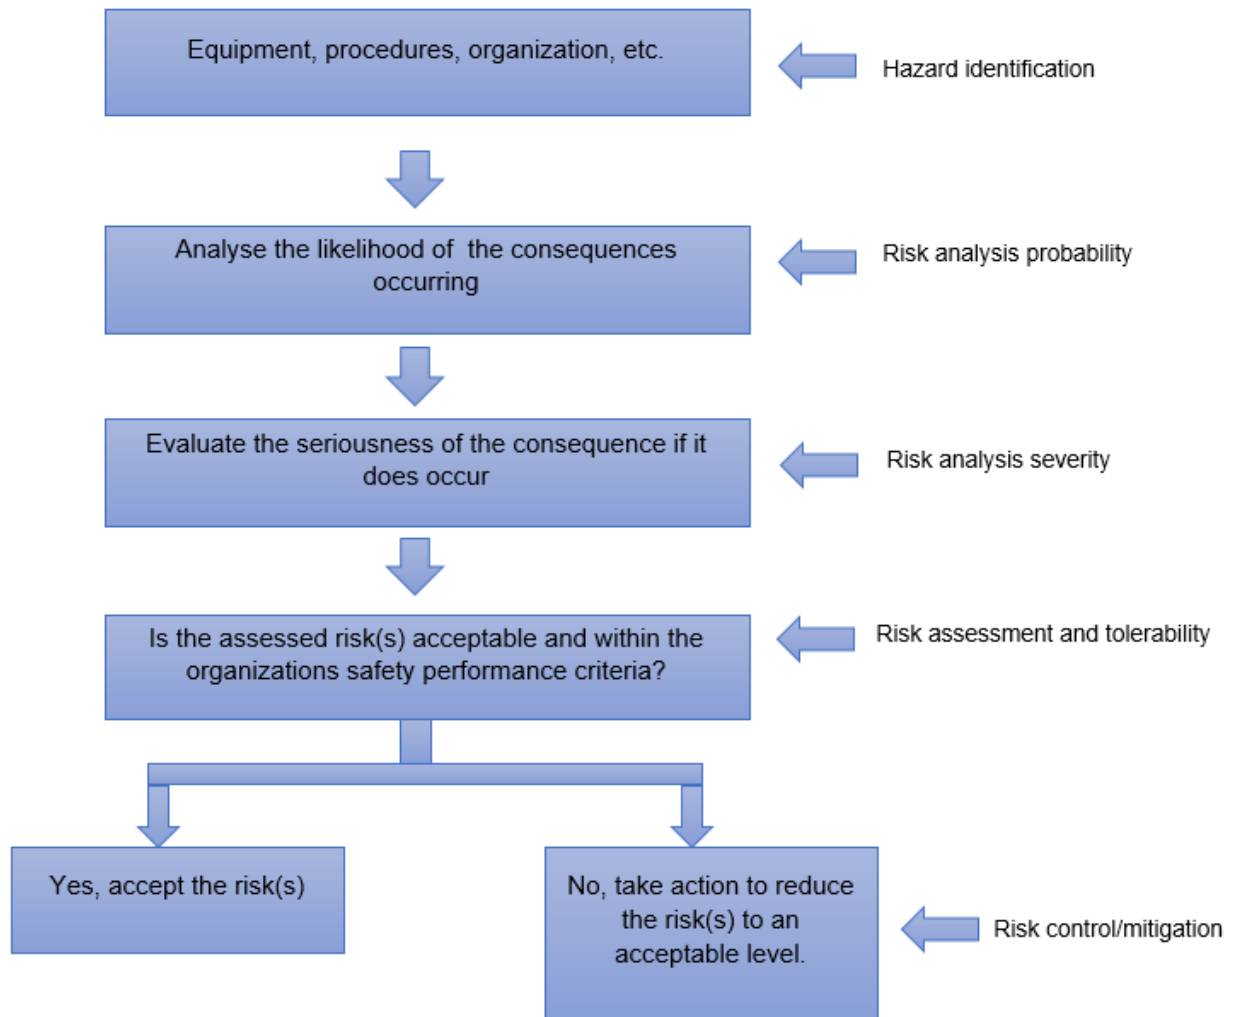 Equipment, procedures, organization, etc.
Hazard identification
Analyse the likelihood of the consequences
occurring
Risk analysis probability
Evaluate the seriousness of the consequence if it
does occur
Risk analysis severity
Is the assessed risk(s) acceptable and within the
organizations safety performance criteria?
Risk assessment and tolerability
Yes, accept the risk(s)
No, take action to reduce
the risk(s) to an
acceptable level.
Risk control/mitigation